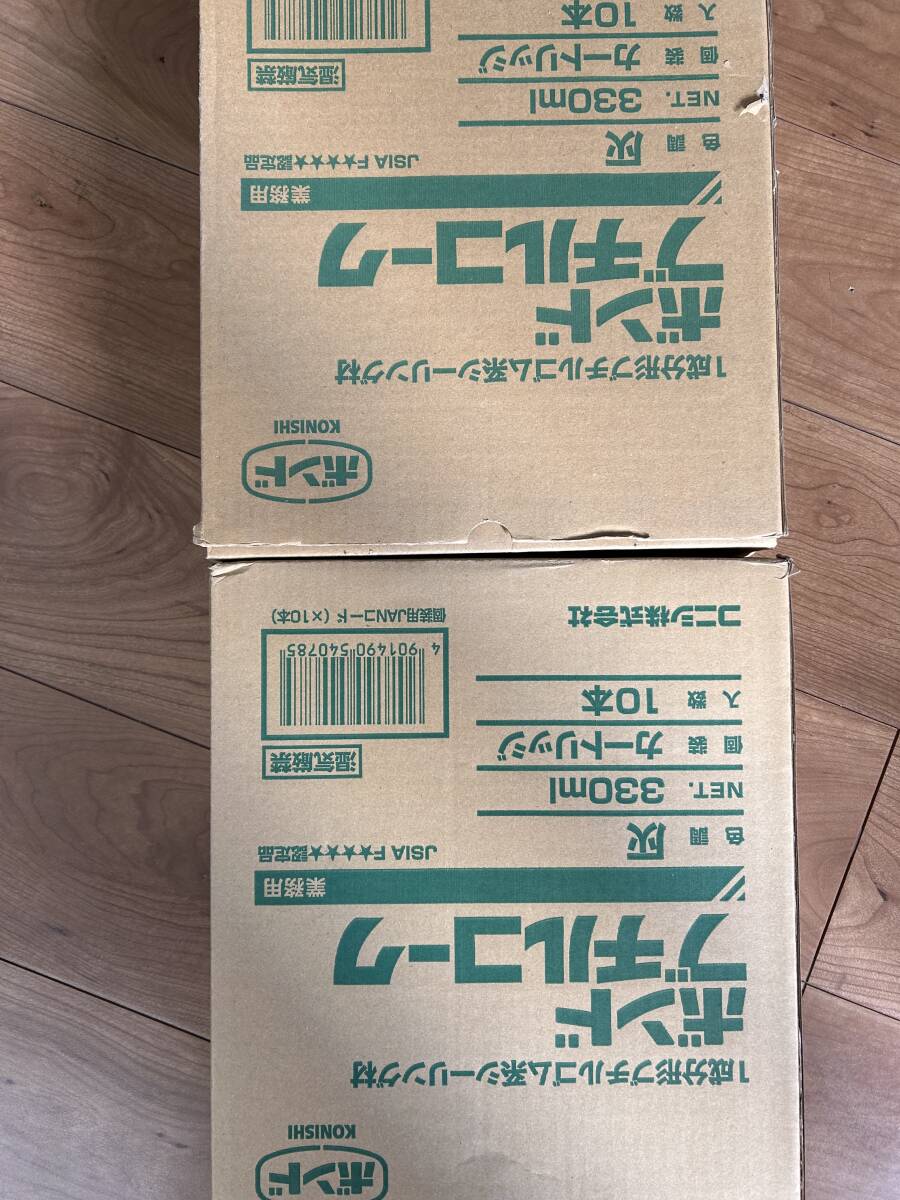 ボンド
KONISHI
1成分形ブチルゴム系シーリング材
ボンド
ブチルコーク
業務用
JSIA F★★★★認定品
色調 灰
NET. 330ml
個装 カートリッジ
入数 10本
湿気厳禁
4 901490 540785
個装用JANコード（×10本）
コニシ株式会社
ボンド
KONISHI
1成分形ブチルゴム系シーリング材
ボンド
ブチルコーク
業務用
JSIA F★★★★認定品
色調 灰
NET. 330ml
個装 カートリッジ
入数 10本
湿気厳禁